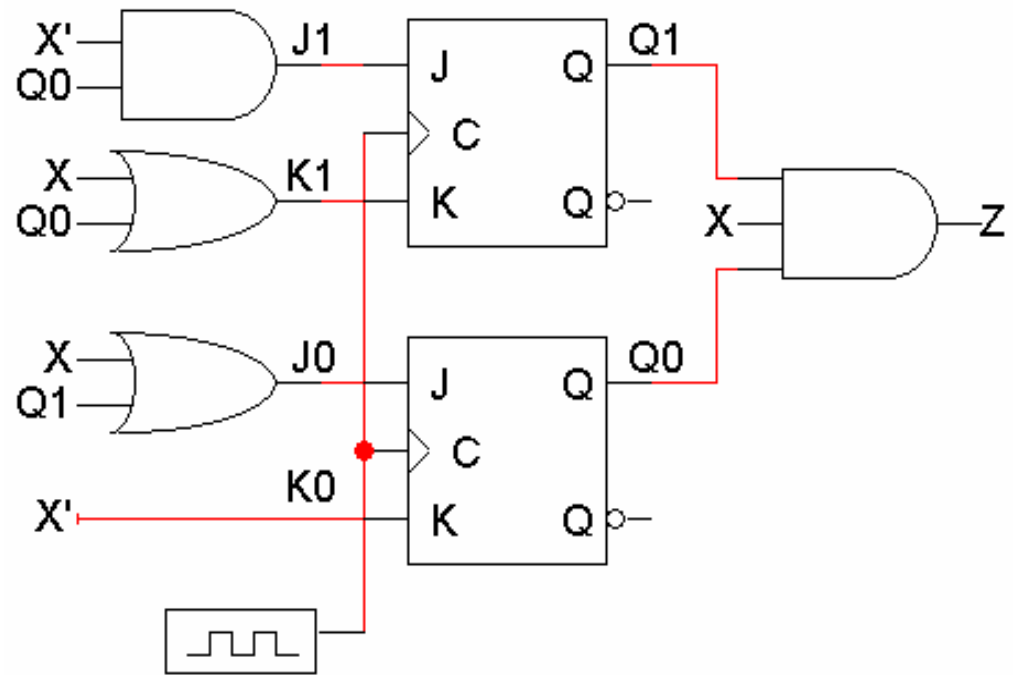 X' J1 Q1
Q0 J Q
C
X K1
Q0 K Q X Z
X J0 Q0
Q1 J Q
C
K0
X' K Q